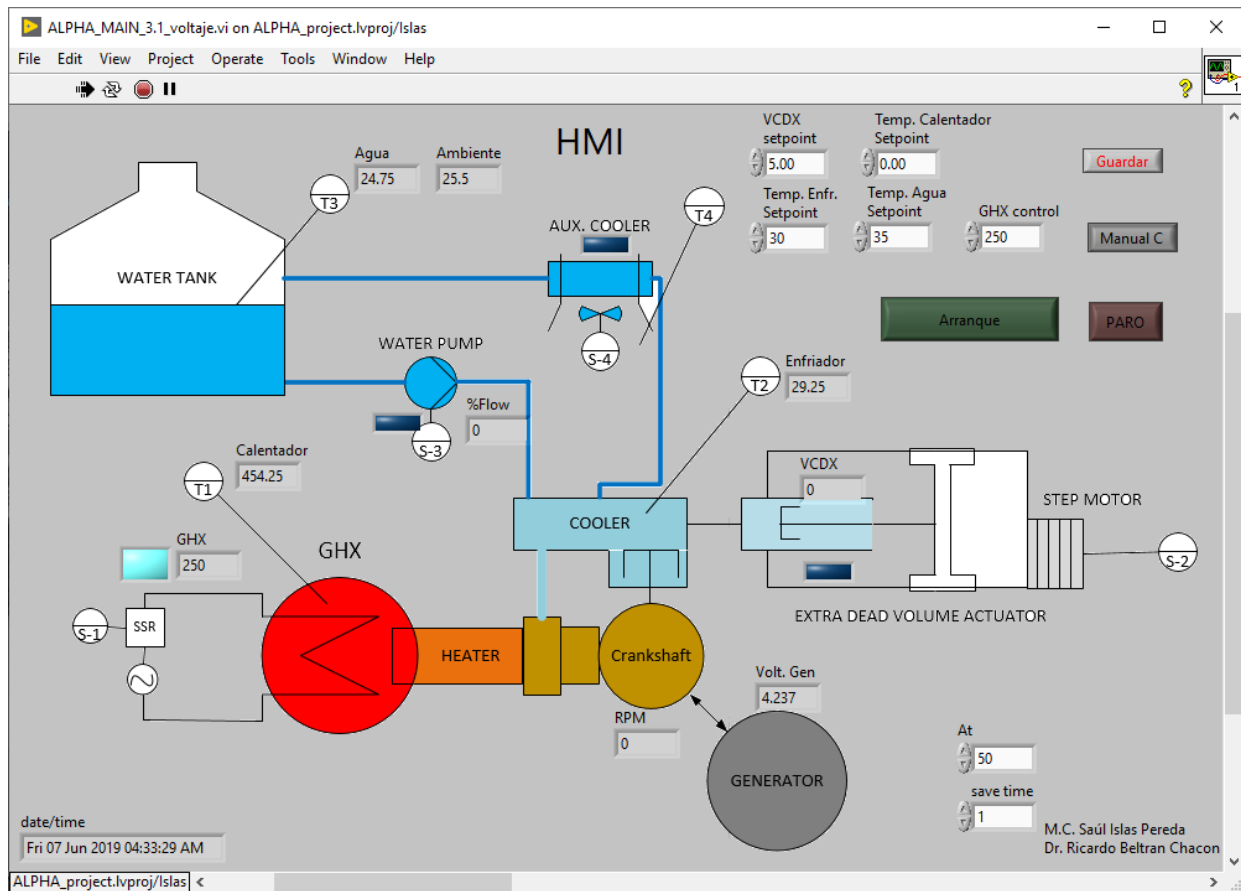 ALPHA_MAIN_3.1_voltaje.vi on ALPHA_project.lvproj/Islas
File Edit View Project Operate Tools Window Help
1
HMI
VCDX setpoint
5.00
Temp. Calentador Setpoint
0.00
Guardar
Agua
24.75
Ambiente
25.5
T3
T4
Temp. Enfr. Setpoint
30
Temp. Agua Setpoint
35
GHX control
250
Manual C
AUX. COOLER
WATER TANK
Arranque
PARO
S-4
WATER PUMP
Enfriador
T2
29.25
%Flow
0
S-3
Calentador
454.25
T1
VCDX
0
STEP MOTOR
COOLER
GHX
250
GHX
S-2
EXTRA DEAD VOLUME ACTUATOR
S-1
SSR
HEATER
Crankshaft
Volt. Gen
4.237
RPM
0
GENERATOR
At
50
save time
1
date/time
Fri 07 Jun 2019 04:33:29 AM
M.C. Saúl Islas Pereda
Dr. Ricardo Beltran Chacon
ALPHA_project.lvproj/Islas